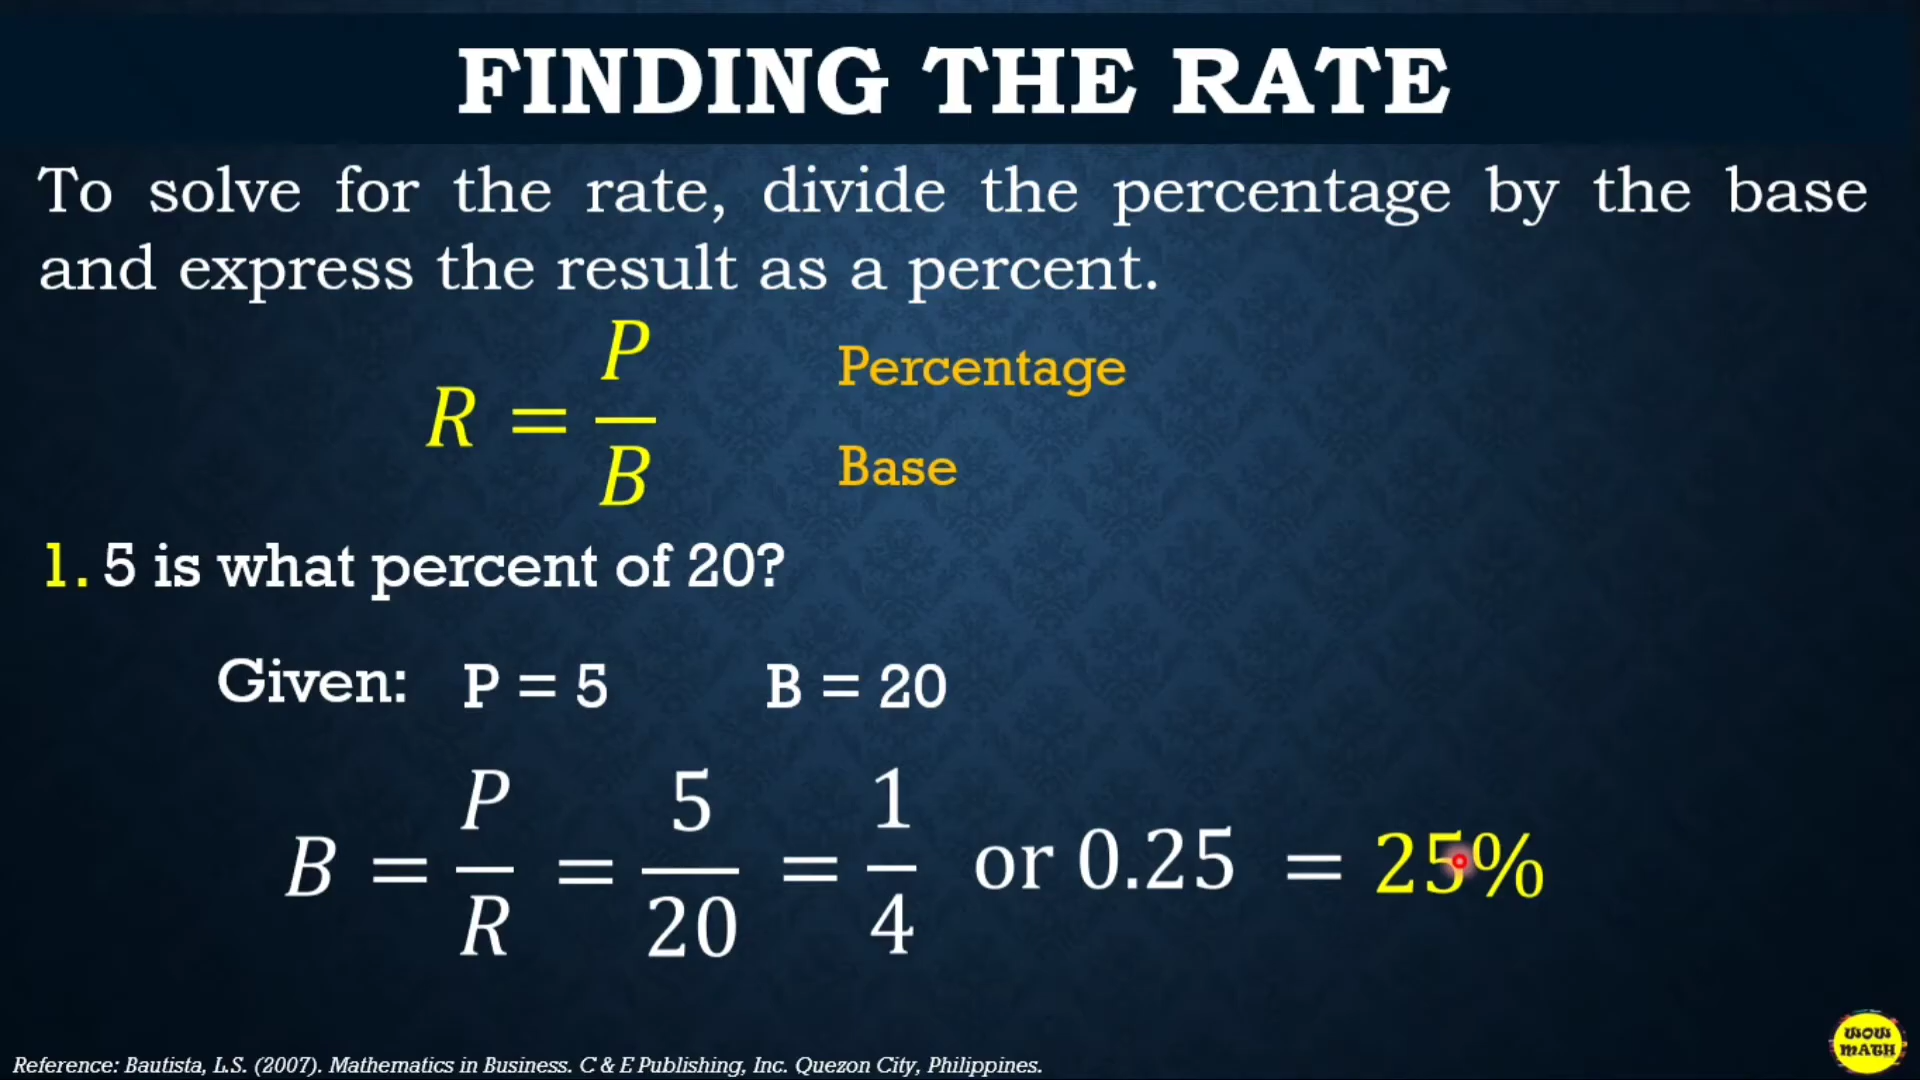 FINDING THE RATE
To solve for the rate, divide the percentage by the base
and express the result as a percent.
R = P/B
Percentage
Base
1. 5 is what percent of 20?
Given: P = 5 B = 20
B = P/R = 5/20 = 1/4 or 0.25 = 25%
WOW
MATH
Reference: Bautista, L.S. (2007). Mathematics in Business. C & E Publishing, Inc. Quezon City, Philippines.